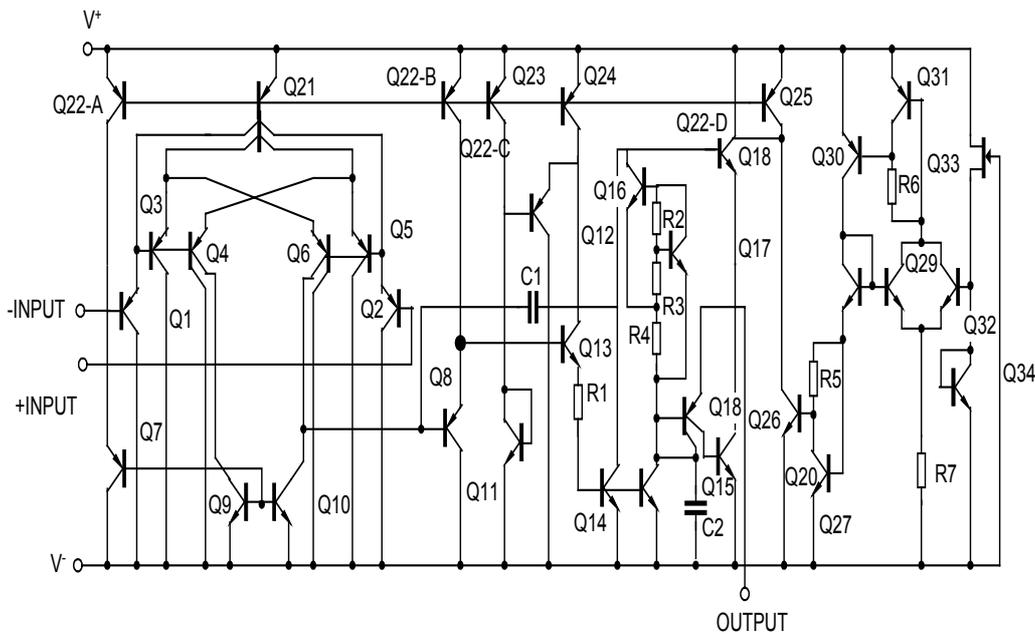 V+
Q22-A
Q21
Q22-B
Q23
Q24
Q25
Q31
Q22-C
Q22-D
Q18
Q30
Q33
Q3
Q4
Q6
Q5
Q16
R2
R6
Q12
Q17
Q29
-INPUT
Q1
Q2
C1
R3
R4
Q32
+INPUT
Q8
Q13
R1
R5
Q34
Q7
Q18
Q26
Q9
Q10
Q11
Q14
Q15
C2
Q20
Q27
R7
V-
OUTPUT